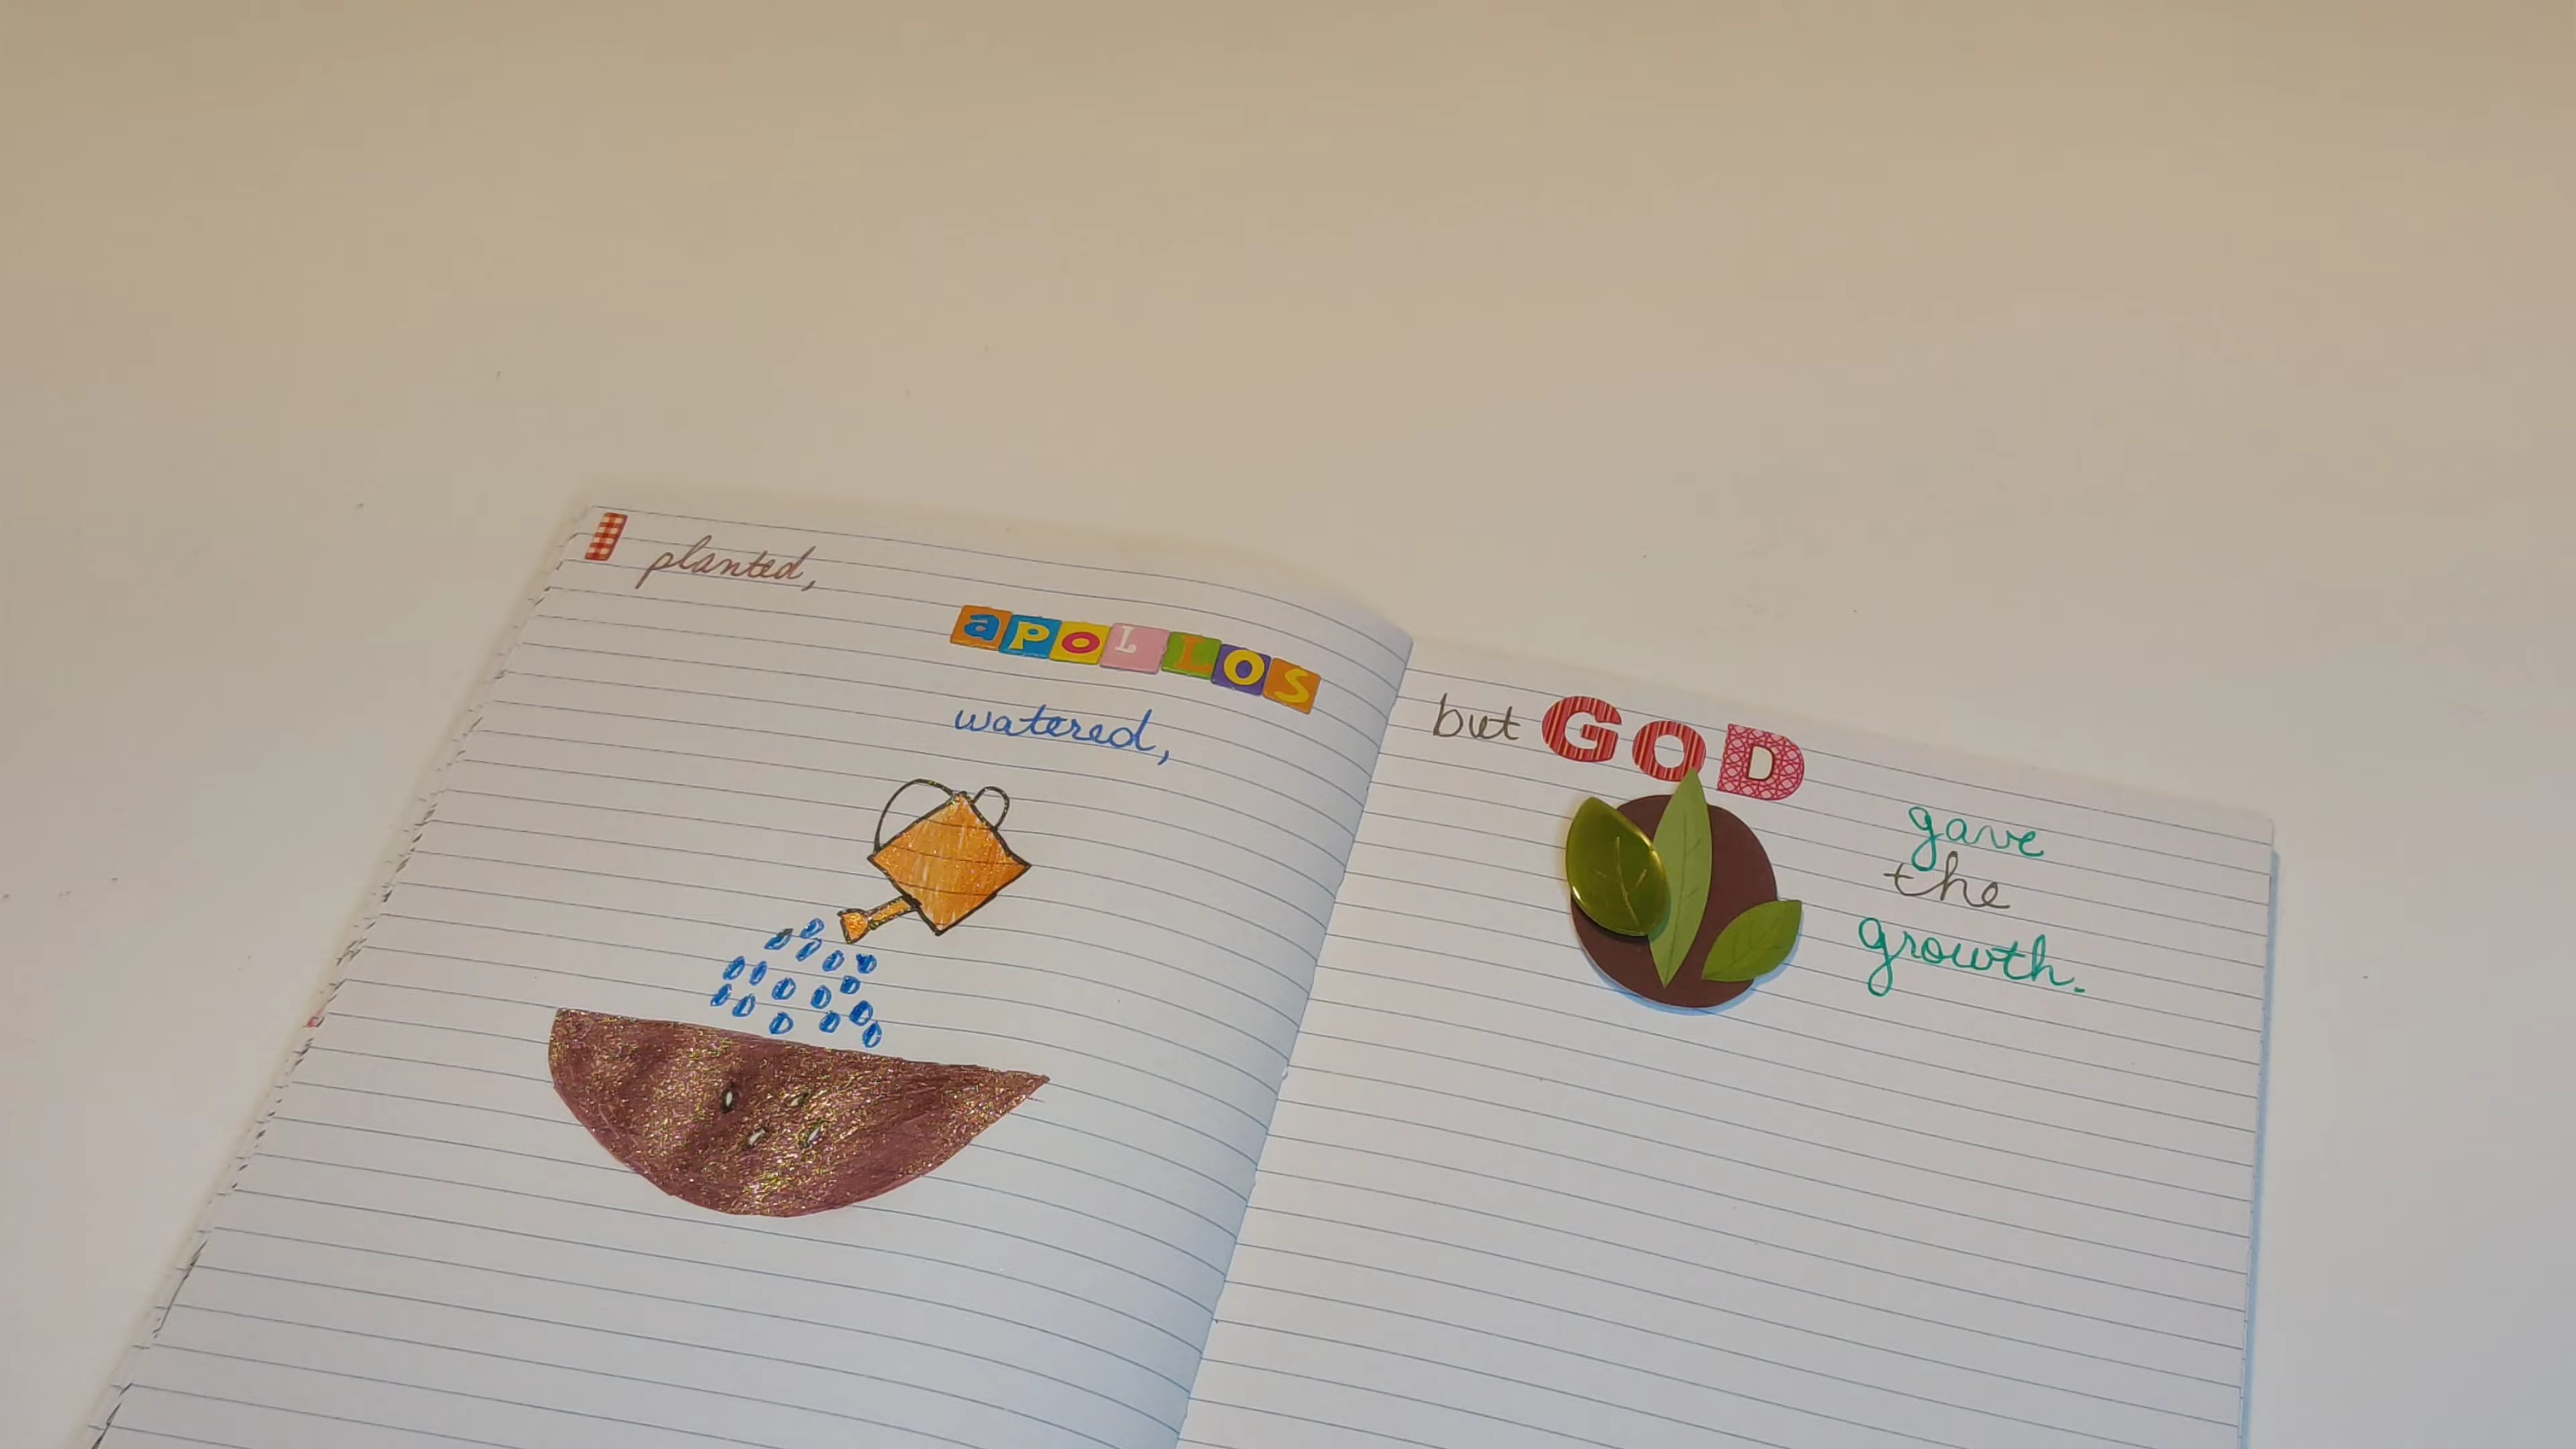 I planted,
aPOLLOS
watered,
but GOD
gave
the
growth.